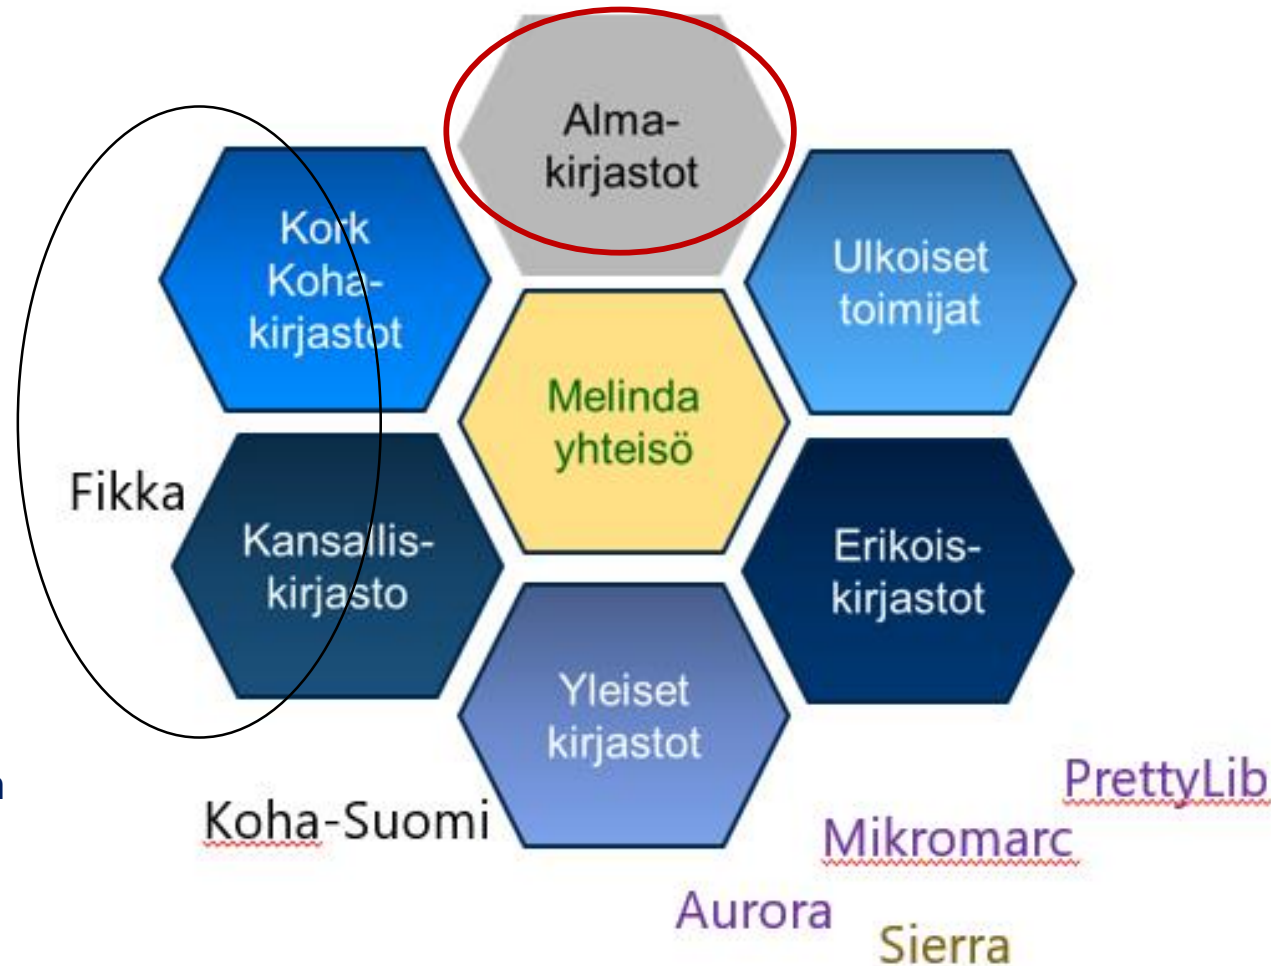 Alma-
kirjastot
Kork
Koha-
kirjastot
Ulkoiset
toimijat
Melinda
yhteisö
Fikka
Kansallis-
kirjasto
Erikois-
kirjastot
Yleiset
kirjastot
PrettyLib
Koha-Suomi
Mikromarc
Aurora
Sierra